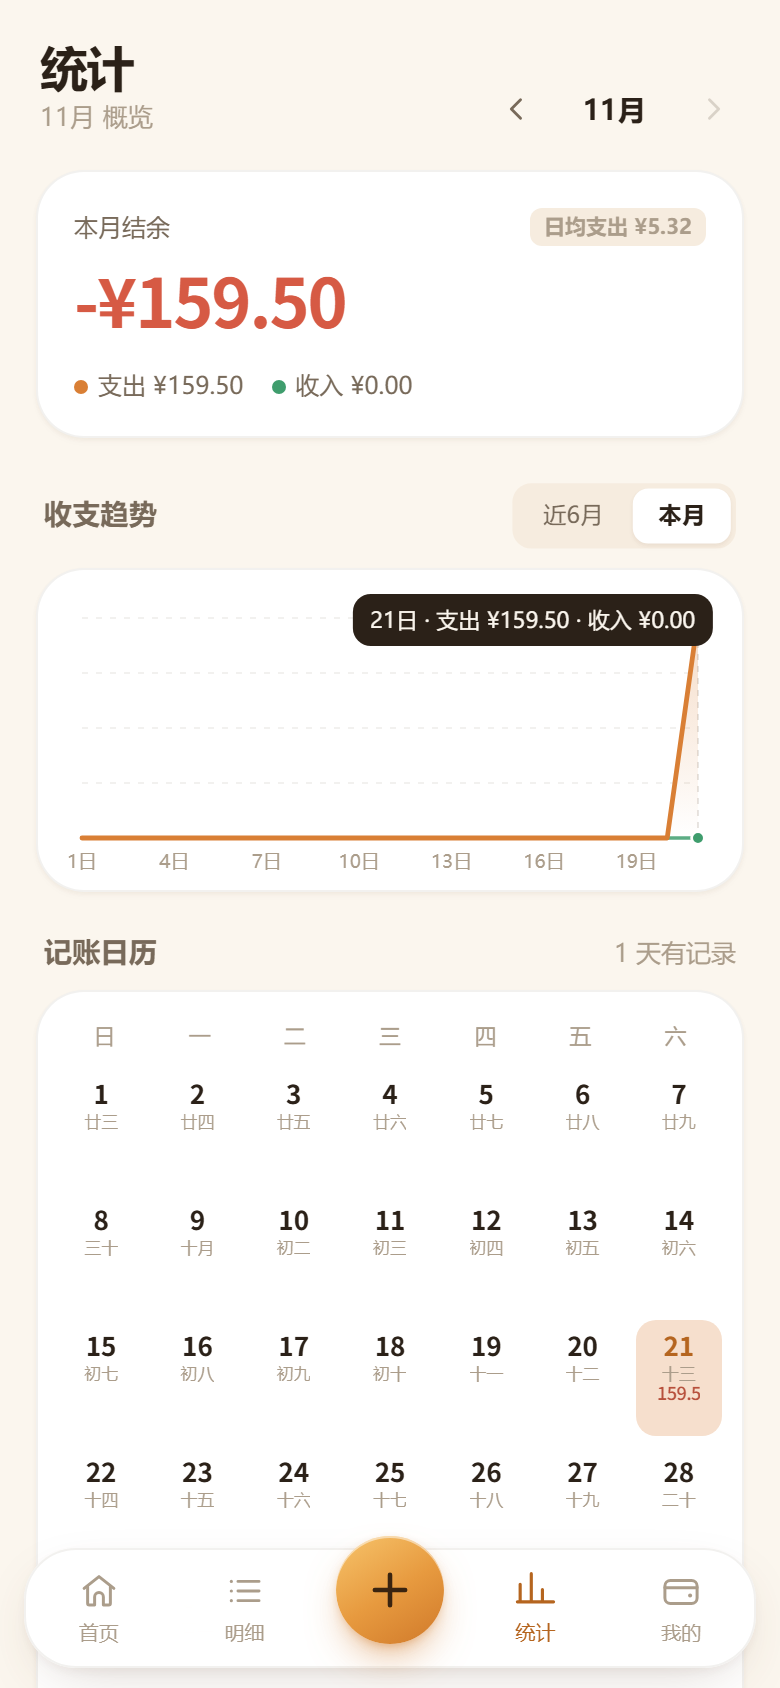 统计
11月 概览
11月
本月结余
日均支出 ¥5.32
-¥159.50
支出 ¥159.50 收入 ¥0.00
收支趋势
近6月 本月
21日 · 支出 ¥159.50 · 收入 ¥0.00
1日 4日 7日 10日 13日 16日 19日
记账日历
1 天有记录
日 一 二 三 四 五 六
1 2 3 4 5 6 7
廿三 廿四 廿五 廿六 廿七 廿八 廿九
8 9 10 11 12 13 14
三十 十月 初二 初三 初四 初五 初六
15 16 17 18 19 20 21
初七 初八 初九 初十 十一 十二 十三
159.5
22 23 24 25 26 27 28
十四 十五 十六 十七 十八 十九 二十
首页 明细 统计 我的